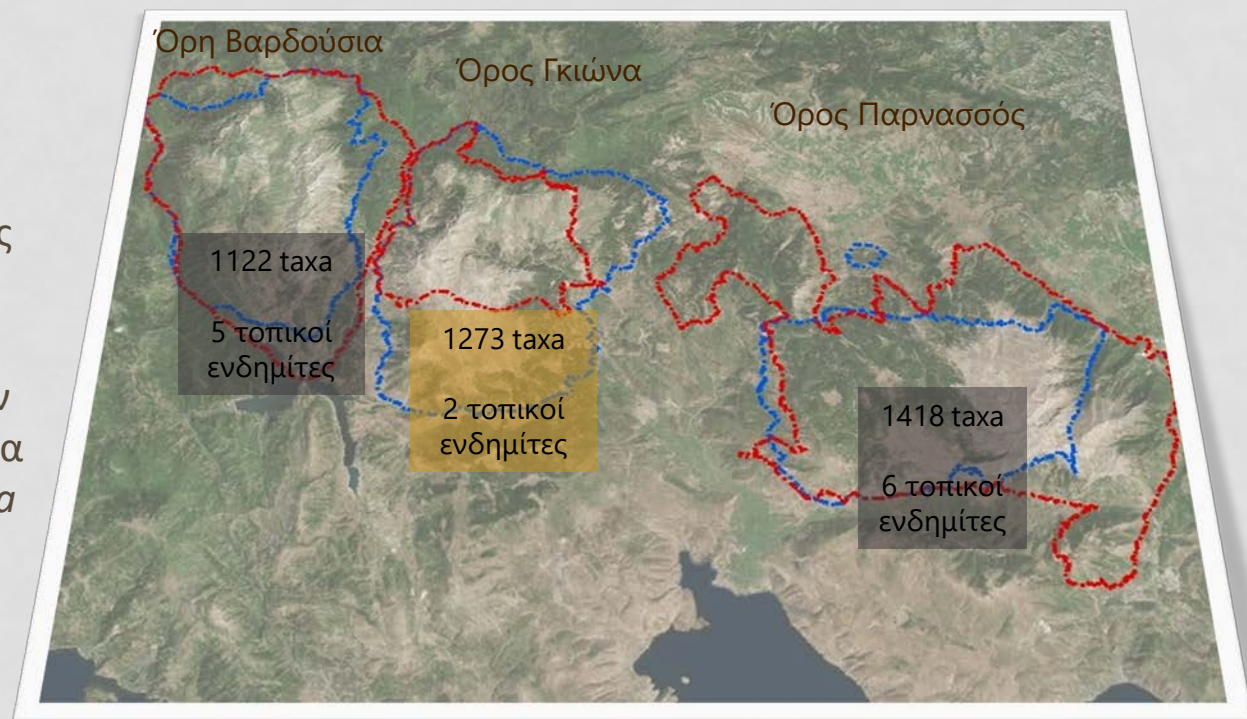 Όρη Βαρδούσια
Όρος Γκιώνα
Όρος Παρνασσός
ς
1122 taxa
5 τοπικοί
ενδημίτες
1273 taxa
2 τοπικοί
ενδημίτες
1418 taxa
6 τοπικοί
ενδημίτες
ν
α
a